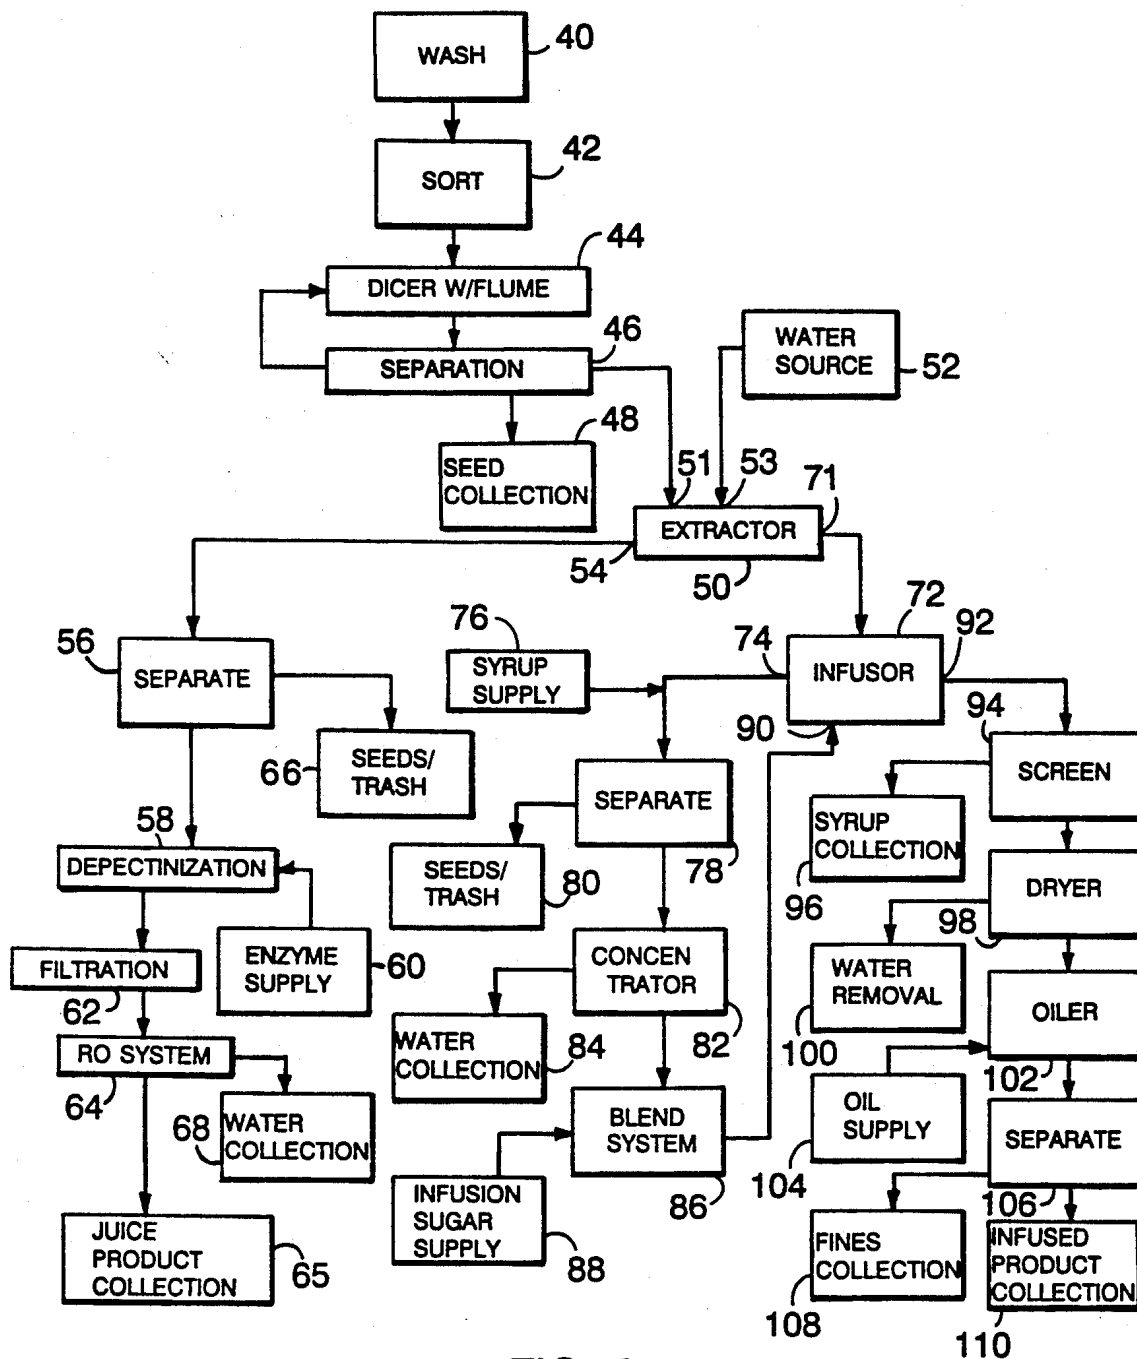 WASH
40
SORT
42
44
DICER W/FLUME
46
SEPARATION
WATER
SOURCE
52
48
SEED
COLLECTION
51
53
71
EXTRACTOR
54
50
56
SEPARATE
76
SYRUP
SUPPLY
74
72
92
INFUSOR
90
66
SEEDS/
TRASH
94
SCREEN
SEPARATE
78
58
DEPECTINIZATION
SEEDS/
TRASH
80
SYRUP
COLLECTION
96
DRYER
98
FILTRATION
62
ENZYME
SUPPLY
60
CONCEN
TRATOR
82
WATER
REMOVAL
100
OILER
102
RO SYSTEM
64
WATER
COLLECTION
84
68
WATER
COLLECTION
BLEND
SYSTEM
86
OIL
SUPPLY
104
SEPARATE
106
JUICE
PRODUCT
COLLECTION
65
INFUSION
SUGAR
SUPPLY
88
FINES
COLLECTION
108
INFUSED
PRODUCT
COLLECTION
110